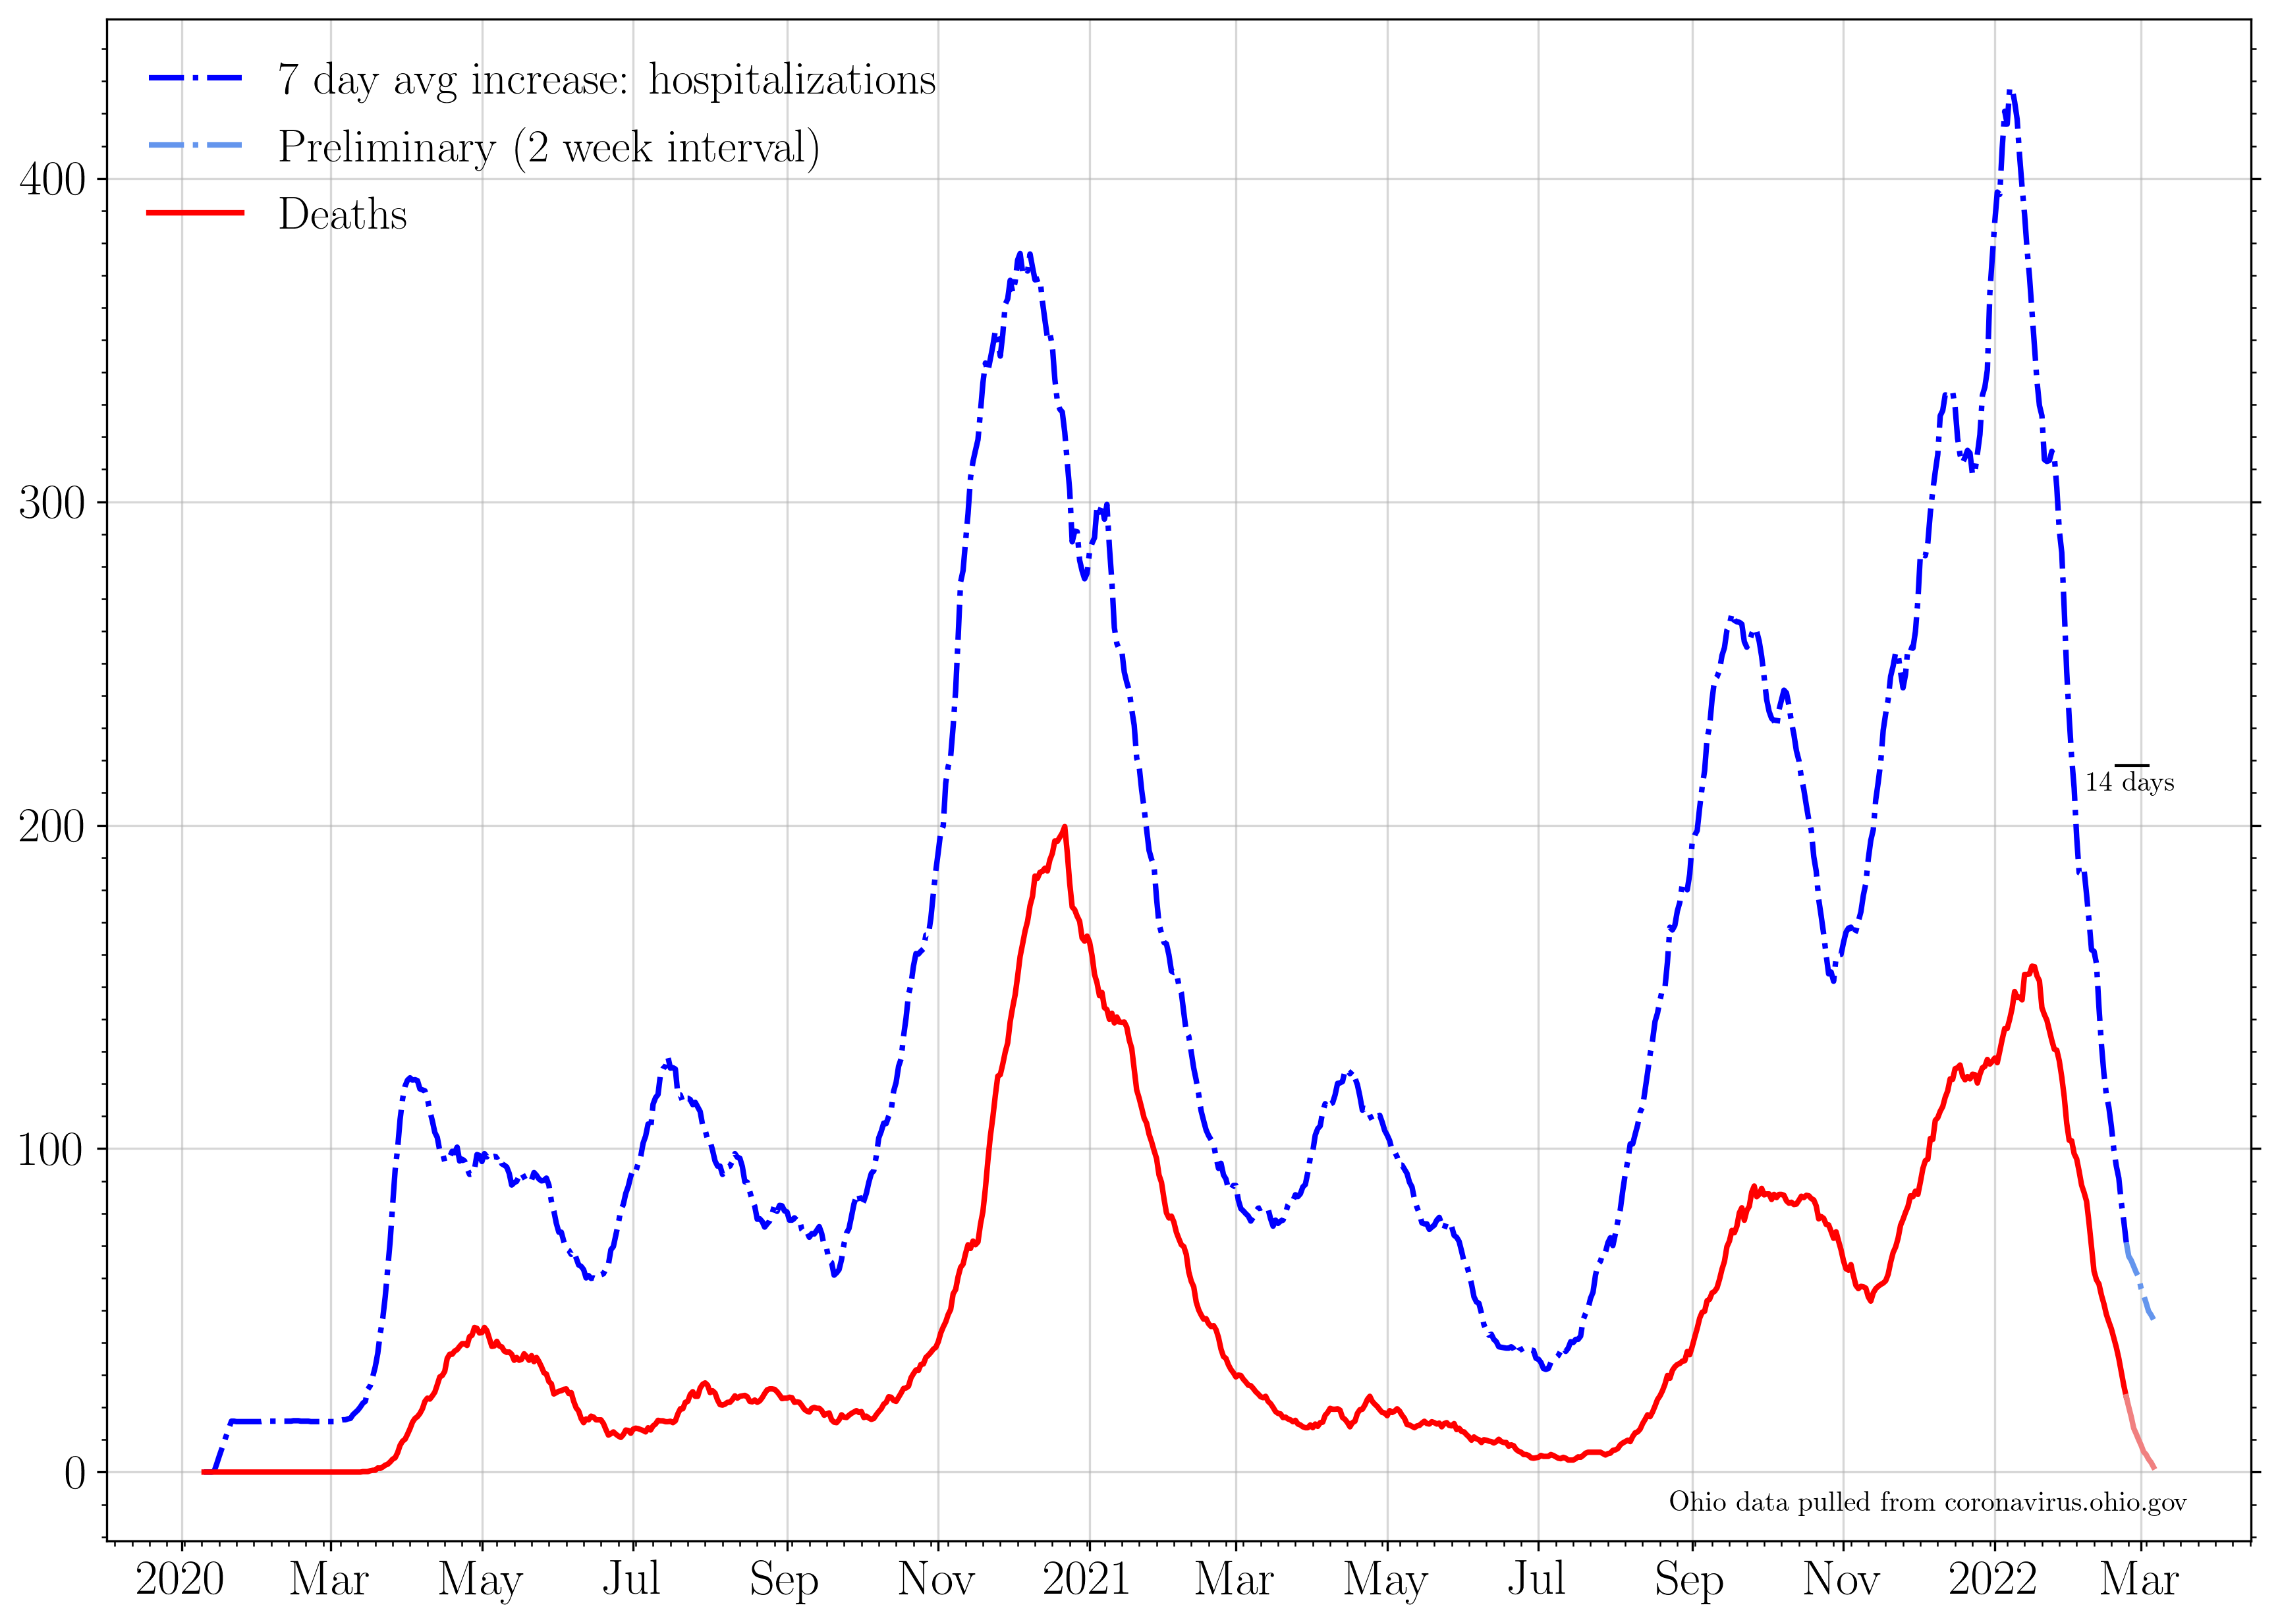 7 day avg increase: hospitalizations
Preliminary (2 week interval)
Deaths
400
300
200
100
0
14 days
Ohio data pulled from coronavirus.ohio.gov
2020 Mar May Jul Sep Nov 2021 Mar May Jul Sep Nov 2022 Mar